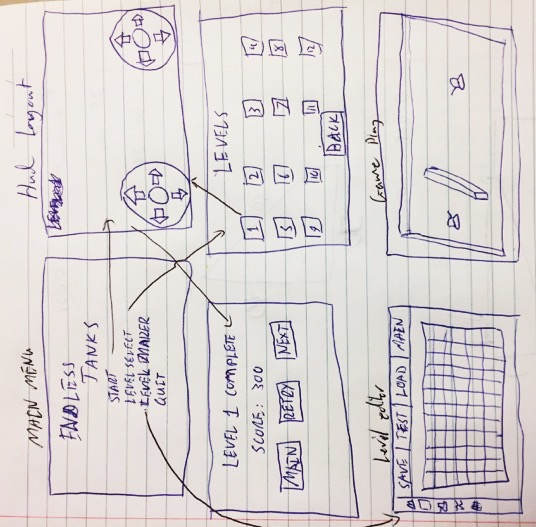 MAIN MENU
ENDLESS
TANKS
START
LEVEL SELECT
QUIT
Hud Layout
LEVEL 1 COMPLETE
SCORE: 300
MAIN RETRY NEXT
LEVELS
1 2 3 4
5 6 7 8
9 10 11 12
BACK
Level editor
SAVE TEST LOAD MAIN
Game Play